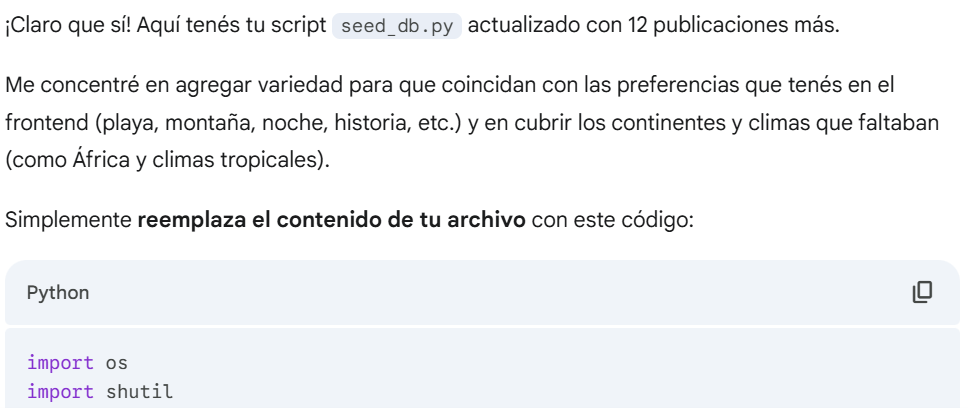 ¡Claro que sí! Aquí tenés tu script seed_db.py actualizado con 12 publicaciones más.
Me concentré en agregar variedad para que coincidan con las preferencias que tenés en el
frontend (playa, montaña, noche, historia, etc.) y en cubrir los continentes y climas que faltaban
(como África y climas tropicales).
Simplemente reemplaza el contenido de tu archivo con este código:
Python
import os
import shutil